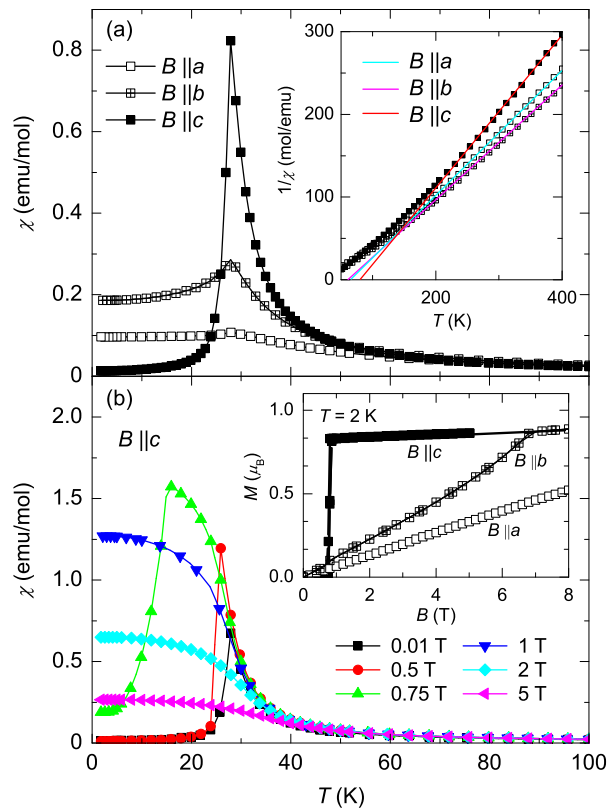 (a)
B ||a
B ||b
B ||c
0.8
0.6
0.4
0.2
0.0
χ (emu/mol)
B ||a
B ||b
B ||c
300
200
100
0
1/χ (mol/emu)
200
400
T (K)
(b)
B ||c
2.0
1.5
1.0
0.5
0
χ (emu/mol)
T = 2 K
1.0
0.5
0.0
M (μB)
B ||c
B ||b
B ||a
2
4
6
8
B (T)
0.01 T
0.5 T
0.75 T
1 T
2 T
5 T
0
20
40
60
80
100
T (K)